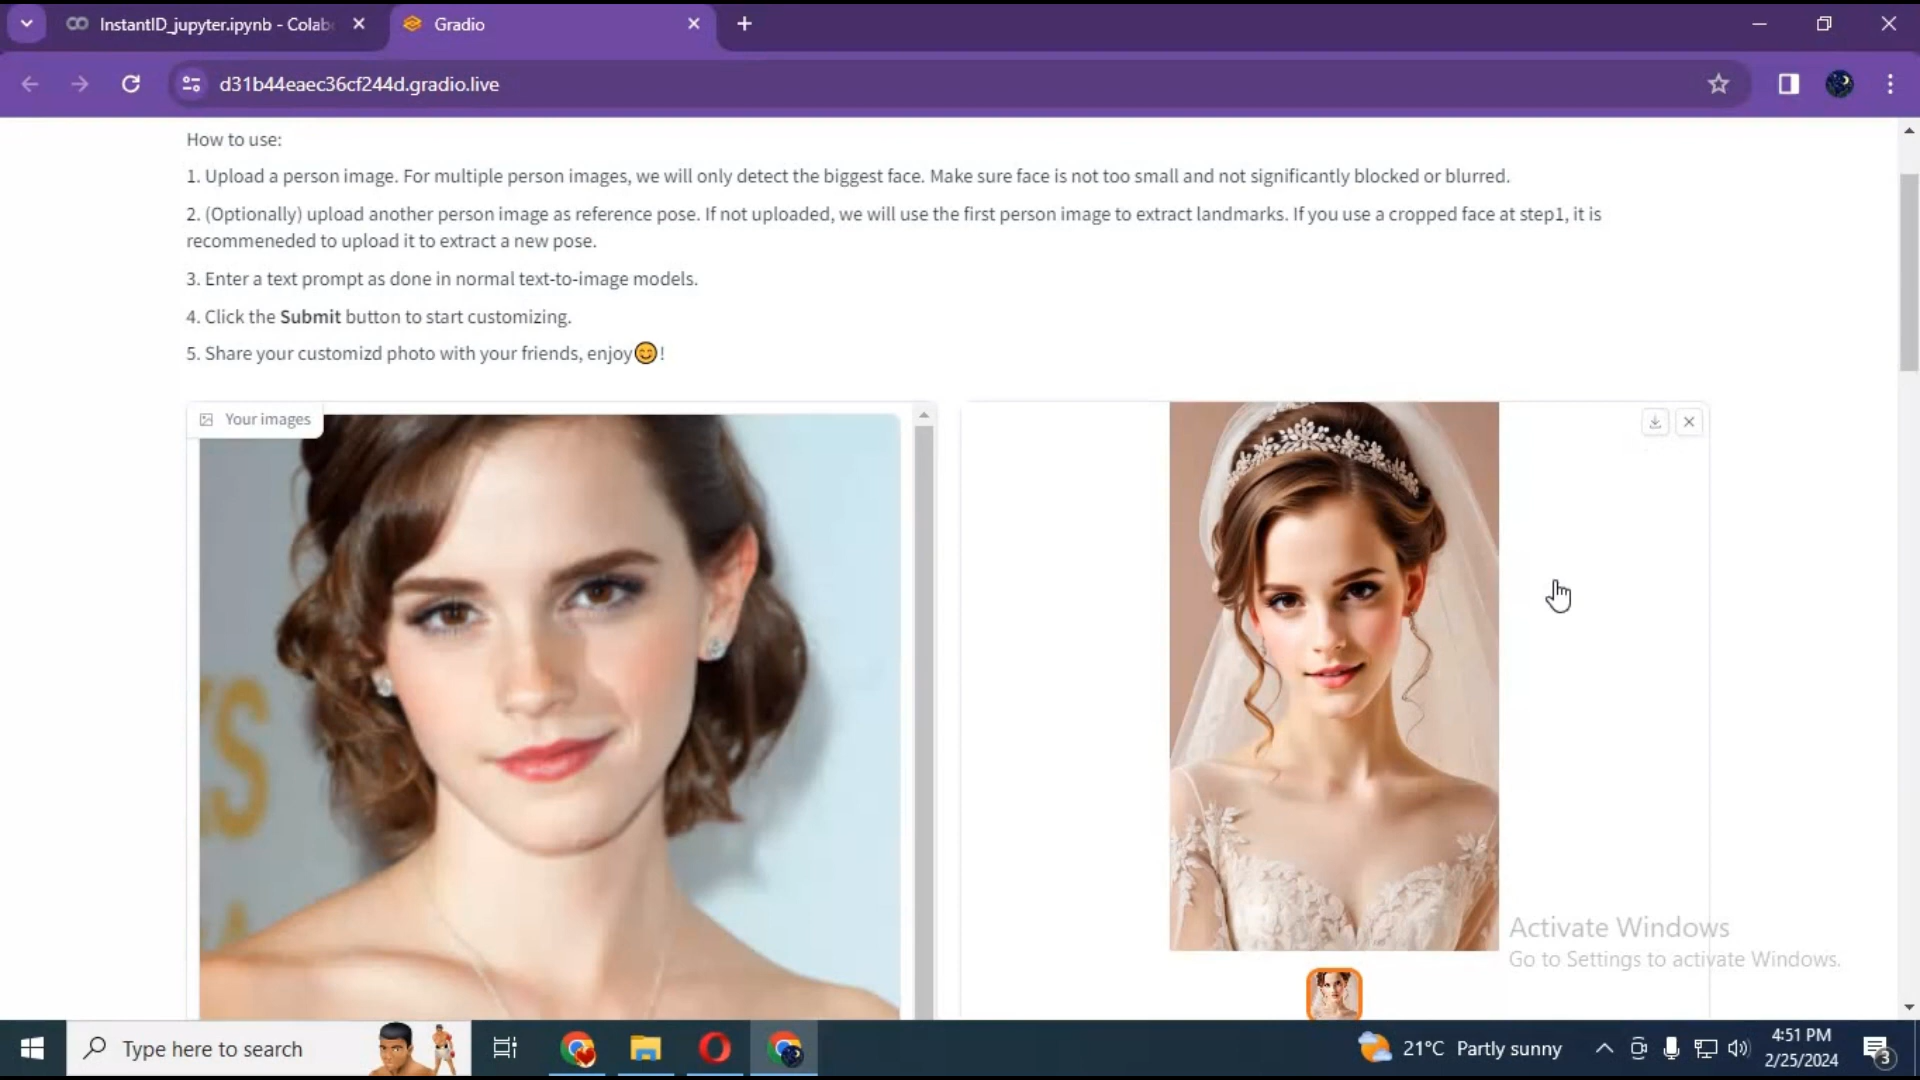 InstantID_jupyter.ipynb - Colab
Gradio
d31b44eaec36cf244d.gradio.live
How to use:
1. Upload a person image. For multiple person images, we will only detect the biggest face. Make sure face is not too small and not significantly blocked or blurred.
2. (Optionally) upload another person image as reference pose. If not uploaded, we will use the first person image to extract landmarks. If you use a cropped face at step1, it is
recommeneded to upload it to extract a new pose.
3. Enter a text prompt as done in normal text-to-image models.
4. Click the Submit button to start customizing.
5. Share your customizd photo with your friends, enjoy😊!
Your images
Activate Windows
Go to Settings to activate Windows.
Type here to search
21°C Partly sunny
4:51 PM
2/25/2024
3